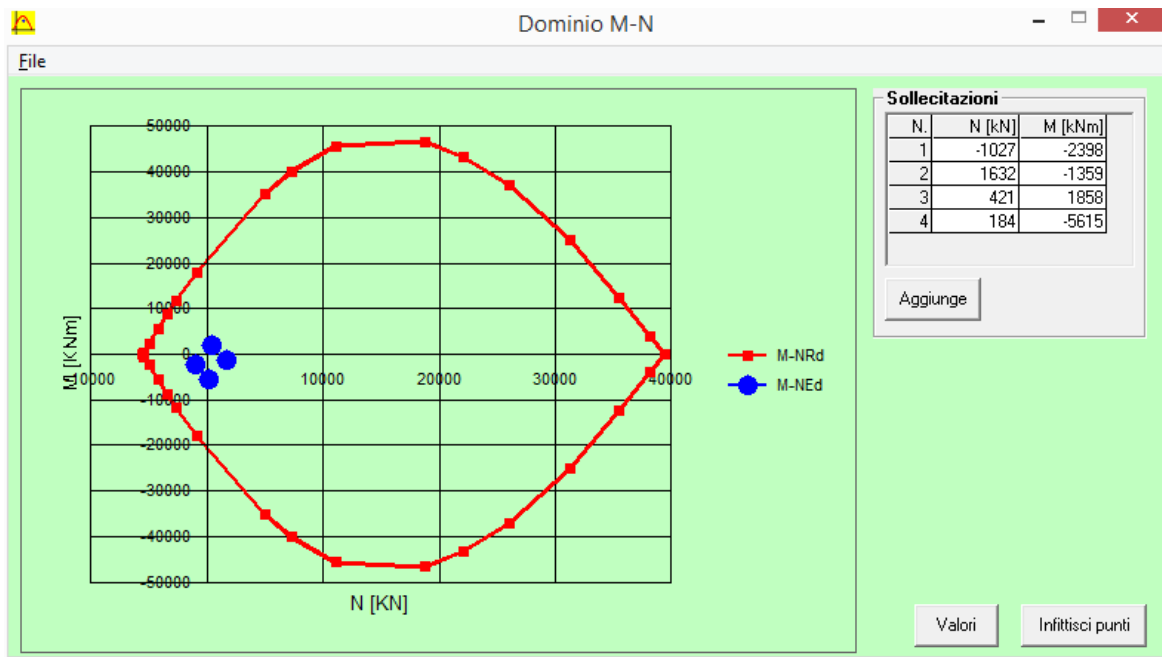 Dominio M-N
File
50000
40000
30000
20000
10000
0
10000 10000 20000 30000 40000
-10000
-20000
-30000
-40000
-50000
M [KNm]
N [KN]
M-NRd
M-NEd
Sollecitazioni
N. N [kN] M [kNm]
1 -1027 -2398
2 1632 -1359
3 421 1858
4 184 -5615
Aggiunge
Valori Infittisci punti